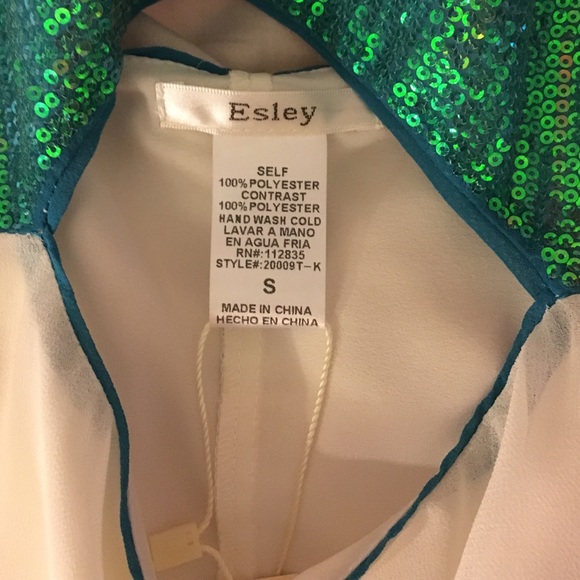 Esley
SELF
100% POLYESTER
CONTRAST
100% POLYESTER
HAND WASH COLD
LAVAR A MANO
EN AGUA FRIA
RN#:112835
STYLE#:20009T-K
S
MADE IN CHINA
HECHO EN CHINA